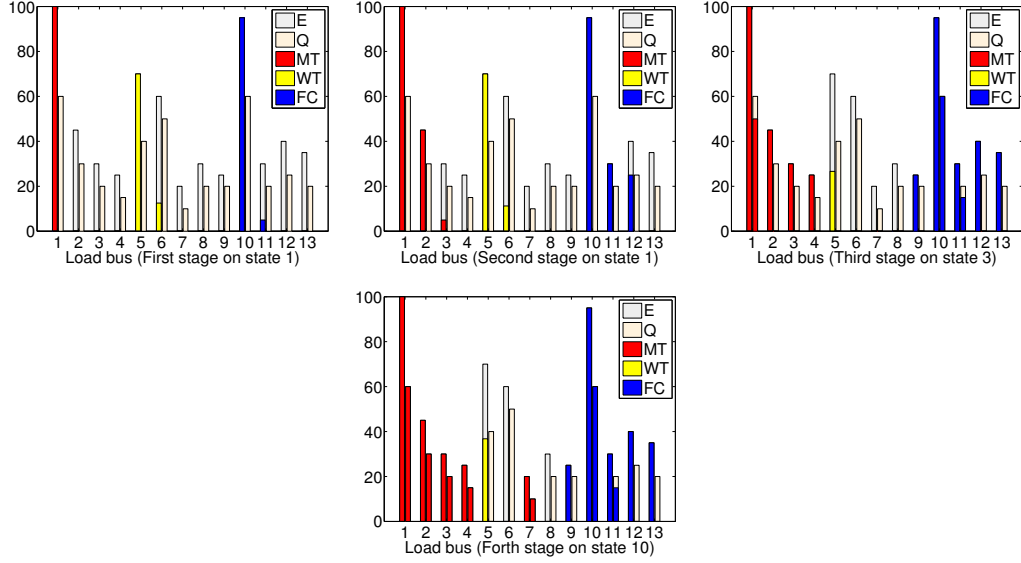 100
80
60
40
20
0
E
Q
MT
WT
FC
1 2 3 4 5 6 7 8 9 10 11 12 13
Load bus (First stage on state 1)
100
80
60
40
20
0
E
Q
MT
WT
FC
1 2 3 4 5 6 7 8 9 10 11 12 13
Load bus (Second stage on state 1)
100
80
60
40
20
0
E
Q
MT
WT
FC
1 2 3 4 5 6 7 8 9 10 11 12 13
Load bus (Third stage on state 3)
100
80
60
40
20
0
E
Q
MT
WT
FC
1 2 3 4 5 6 7 8 9 10 11 12 13
Load bus (Forth stage on state 10)